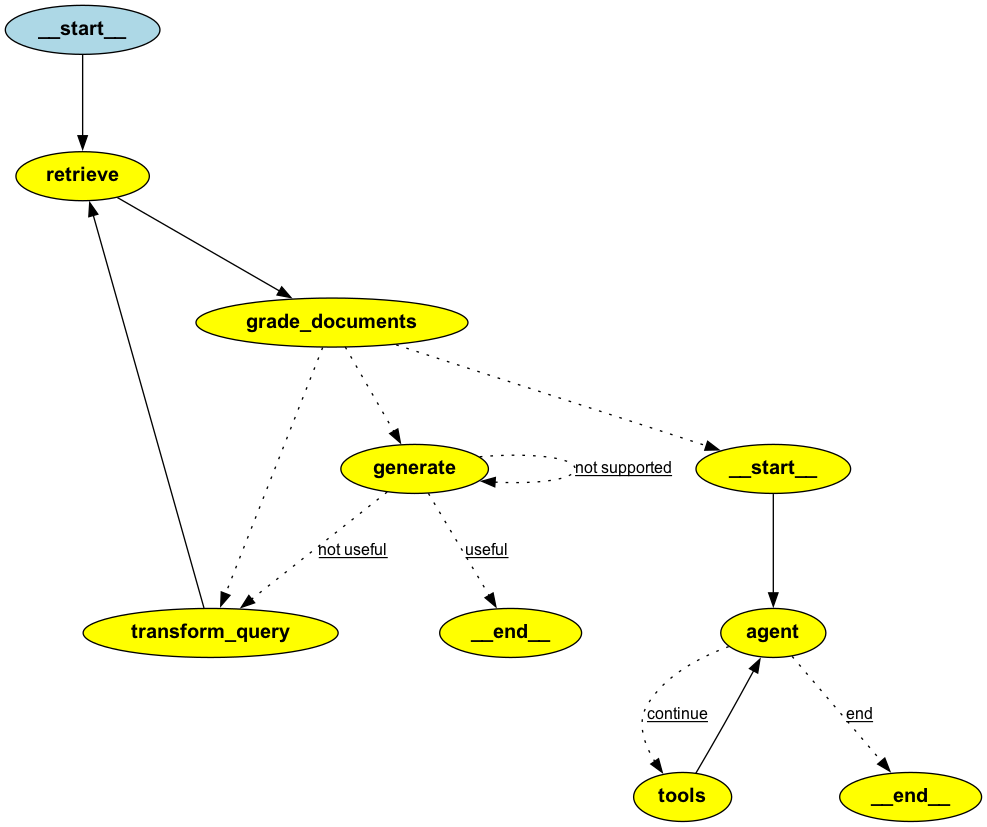 __start__
retrieve
grade_documents
generate
not supported
__start__
not useful
useful
transform_query
__end__
agent
continue
end
tools
__end__